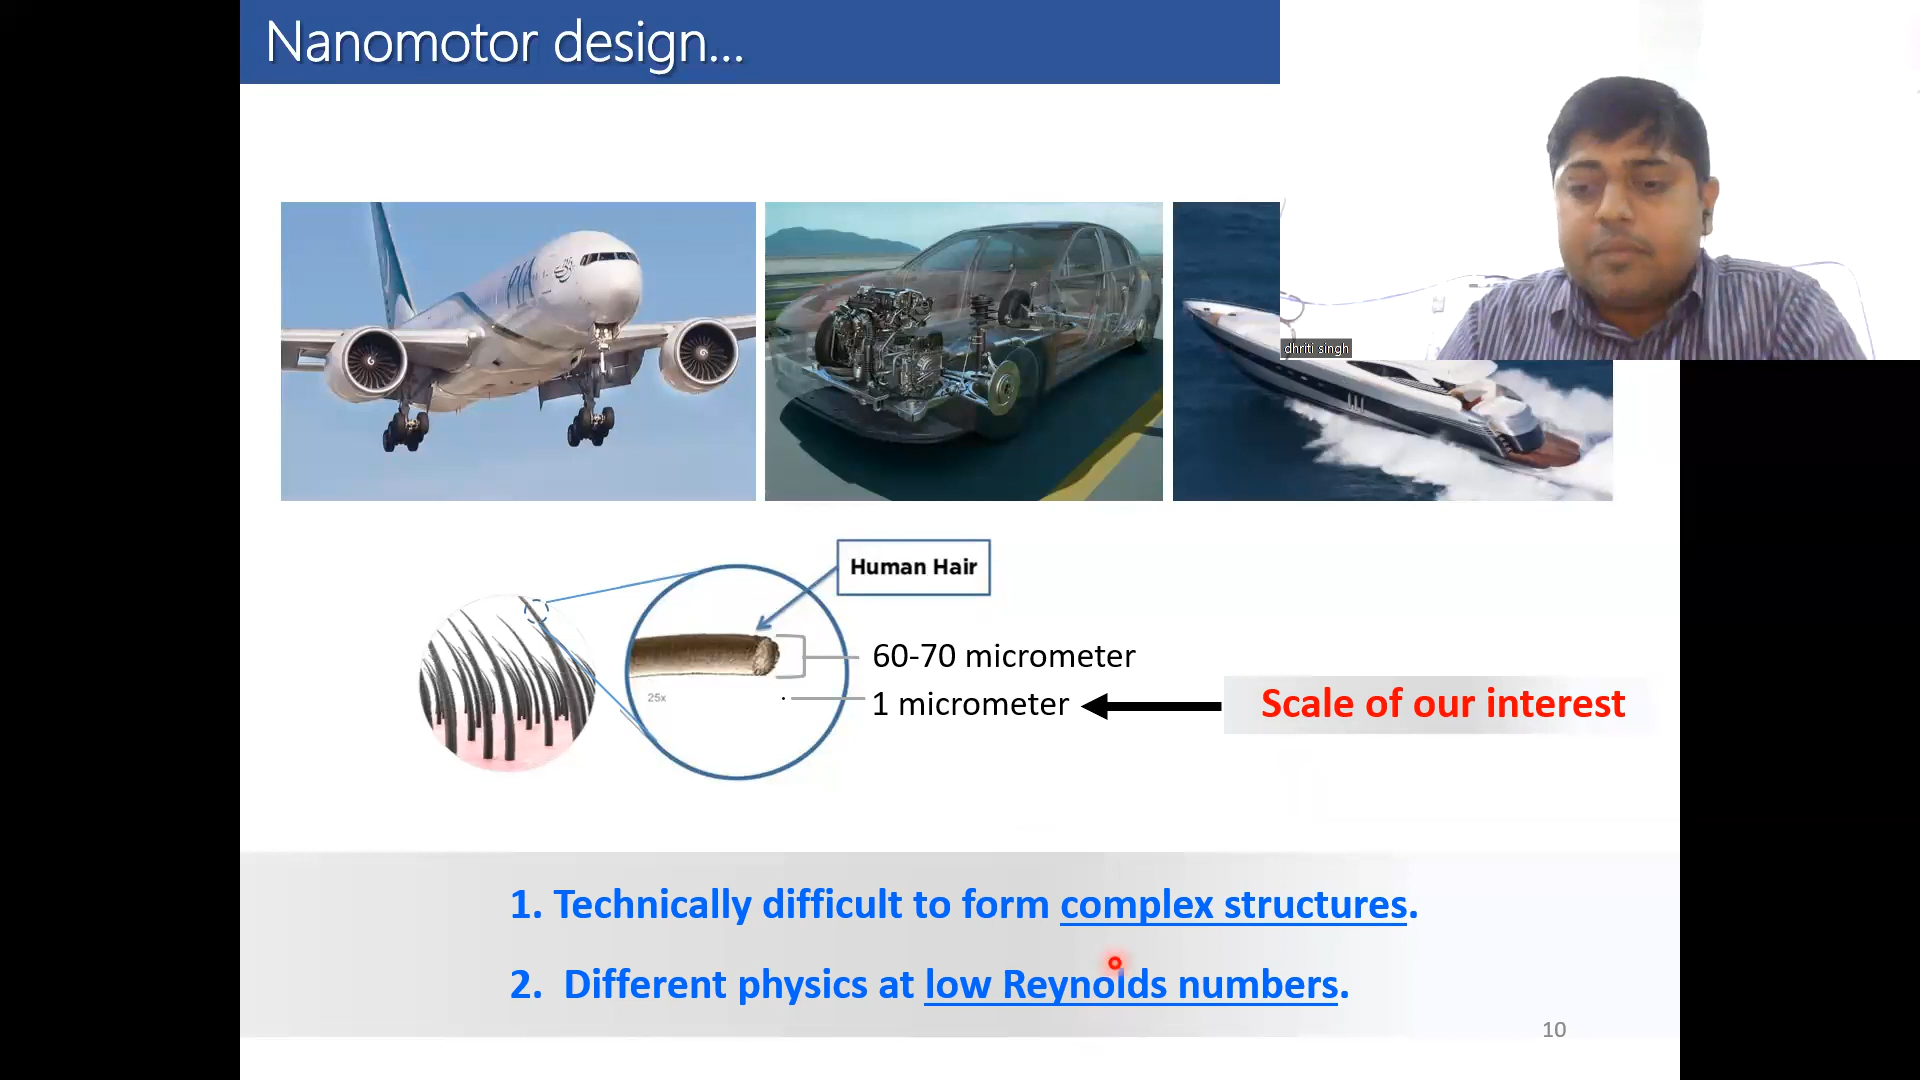 Nanomotor design...
PIA
dhriti singh
Human Hair
60-70 micrometer
25x
1 micrometer
Scale of our interest
1. Technically difficult to form complex structures.
2. Different physics at low Reynolds numbers.
10